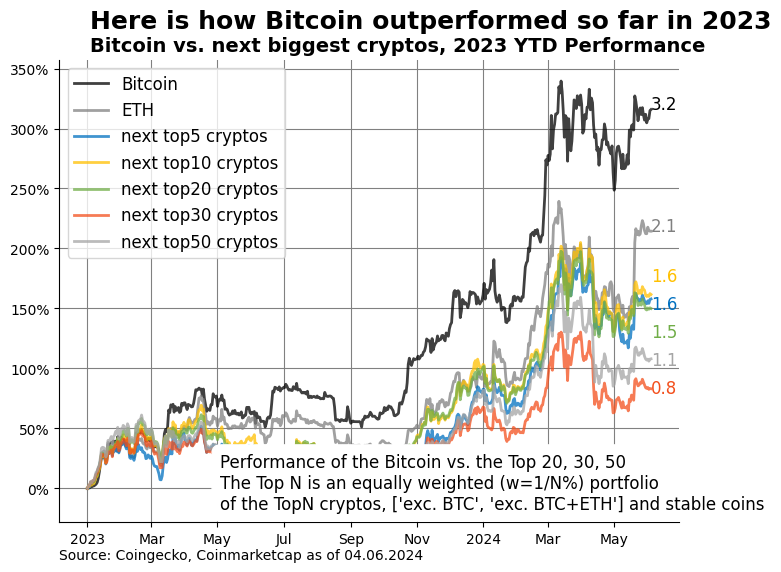 Here is how Bitcoin outperformed so far in 2023
Bitcoin vs. next biggest cryptos, 2023 YTD Performance
350%
300%
250%
200%
150%
100%
50%
0%
Bitcoin
ETH
next top5 cryptos
next top10 cryptos
next top20 cryptos
next top30 cryptos
next top50 cryptos
3.2
2.1
1.6
1.6
1.5
1.1
0.8
Performance of the Bitcoin vs. the Top 20, 30, 50
The Top N is an equally weighted (w=1/N%) portfolio
of the TopN cryptos, ['exc. BTC', 'exc. BTC+ETH'] and stable coins
2023 Mar May Jul Sep Nov 2024 Mar May
Source: Coingecko, Coinmarketcap as of 04.06.2024